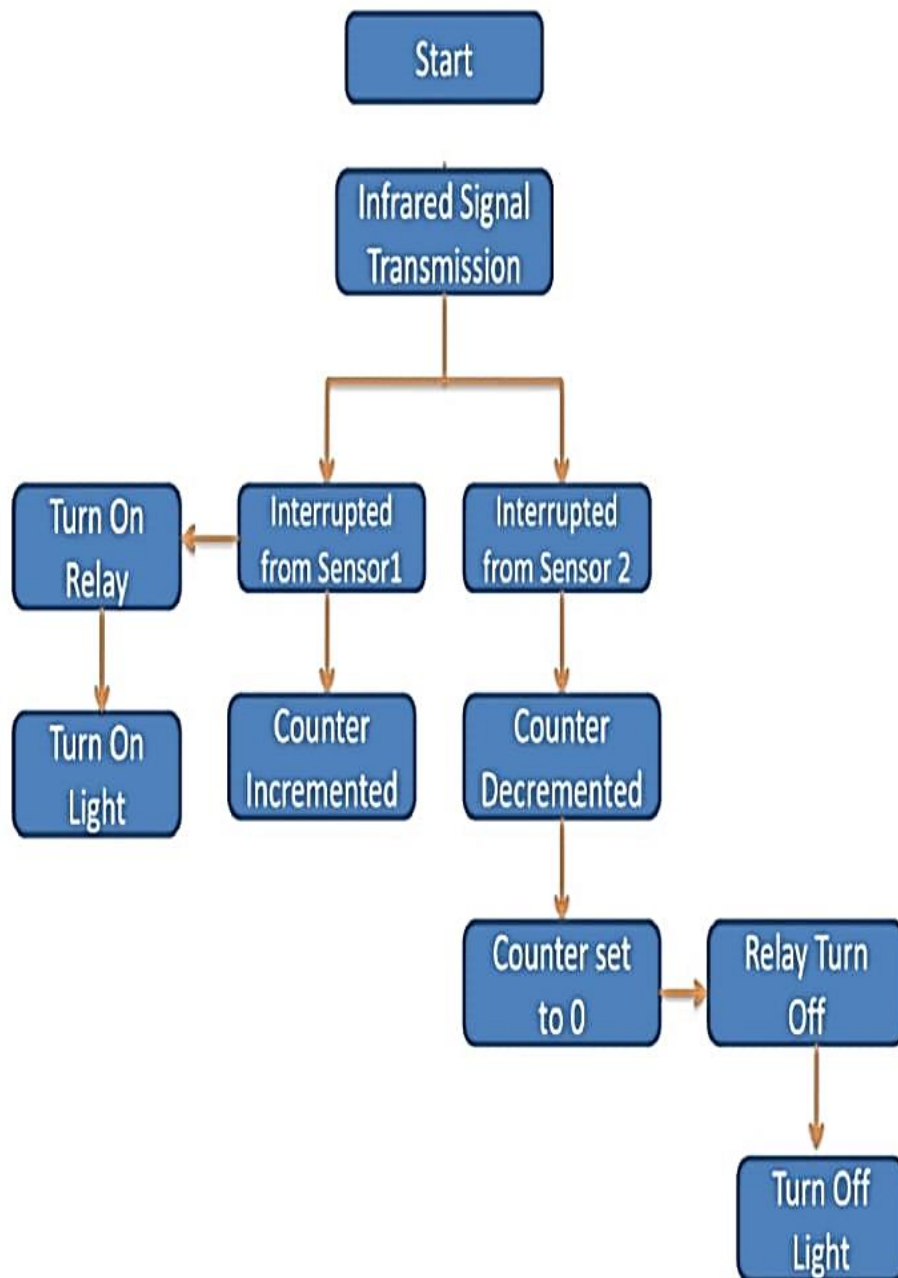 Start
Infrared Signal
Transmission
Turn On
Relay
Interrupted
from Sensor1
Interrupted
from Sensor 2
Turn On
Light
Counter
Incremented
Counter
Decremented
Counter set
to 0
Relay Turn
Off
Turn Off
Light